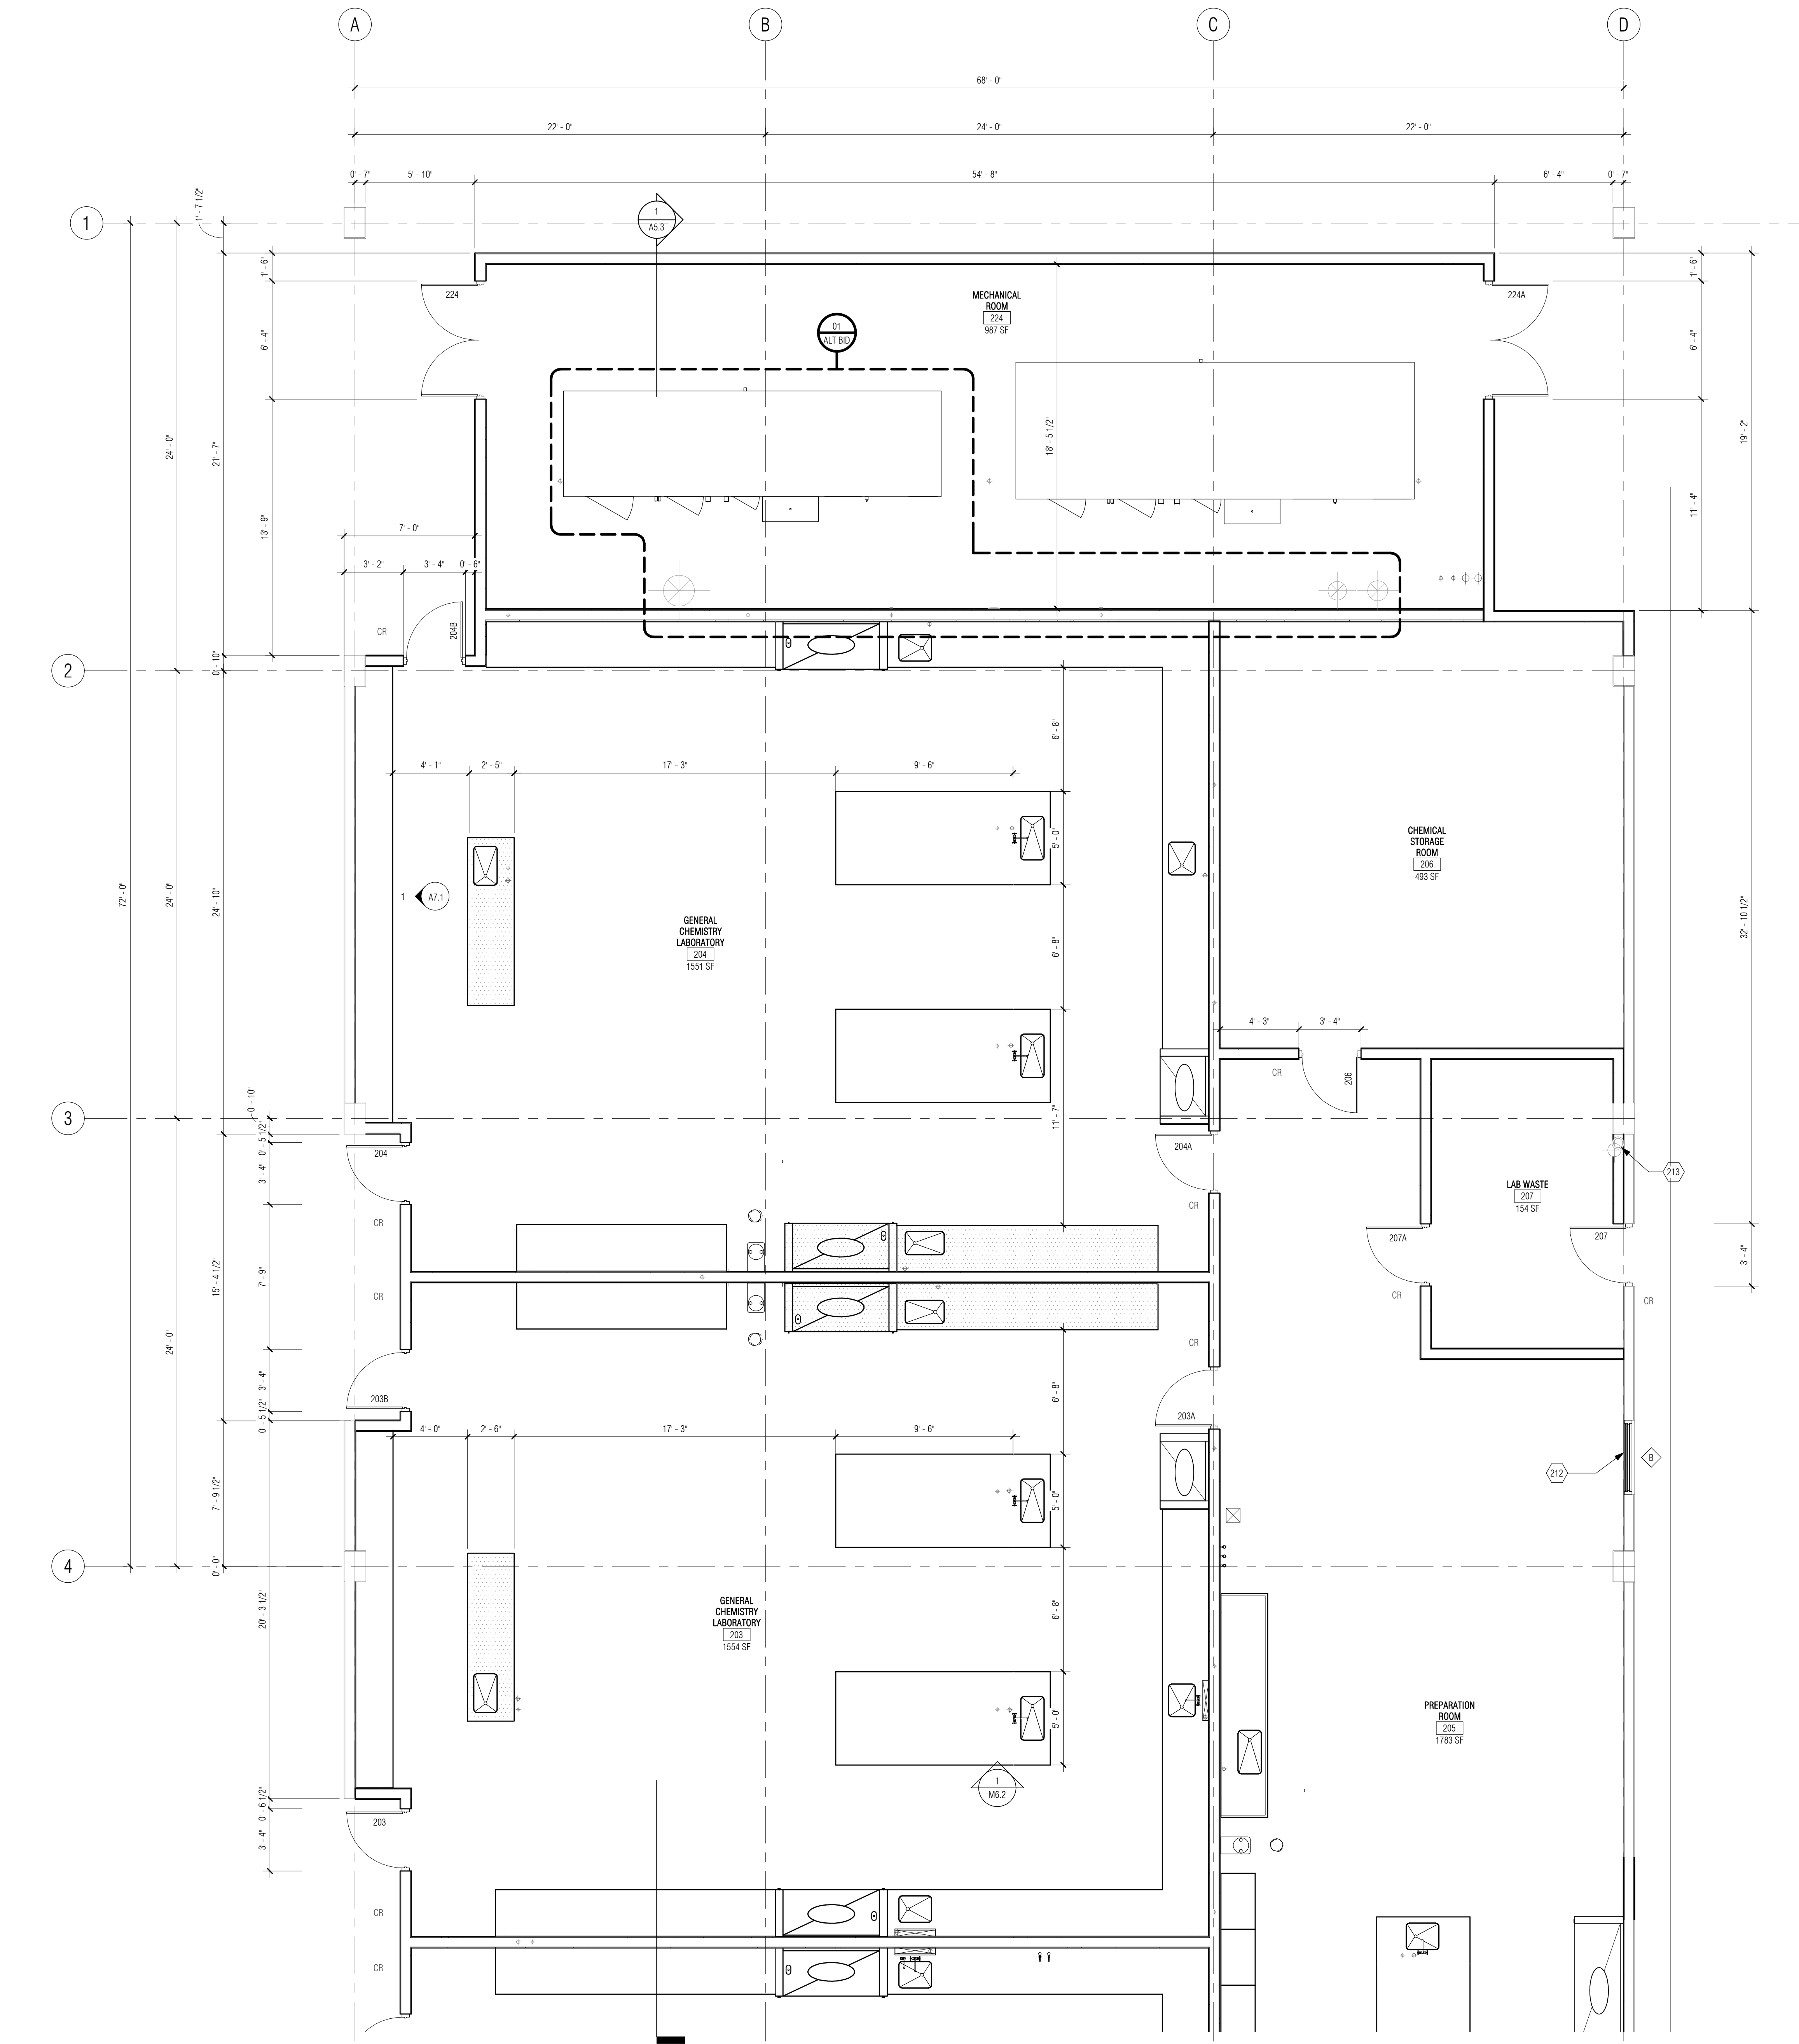 A
B
C
D
68' - 0"
22' - 0"
24' - 0"
22' - 0"
0' - 7"
5' - 10"
54' - 8"
6' - 4"
0' - 7"
1' - 7 1/2"
1
1
A5.3
1' - 6"
6' - 4"
13' - 9"
21' - 7"
24' - 0"
224
MECHANICAL
ROOM
224
987 SF
01
ALT BID
224A
1' - 6"
6' - 4"
11' - 4"
19' - 2"
18' - 5 1/2"
7' - 0"
3' - 2"
3' - 4"
0' - 6"
CR
204B
2
0' - 10"
6' - 8"
4' - 1"
2' - 5"
17' - 3"
9' - 6"
5' - 0"
72' - 0"
24' - 0"
24' - 10"
1
A7.1
GENERAL
CHEMISTRY
LABORATORY
204
1551 SF
6' - 8"
CHEMICAL
STORAGE
ROOM
206
493 SF
32' - 10 1/2"
4' - 3"
3' - 4"
CR
206
11' - 7"
3
0' - 10"
0' - 5 1/2"
3' - 4"
204
204A
CR
CR
213
LAB WASTE
207
154 SF
207A
207
3' - 4"
CR
CR
7' - 9"
15' - 4 1/2"
24' - 0"
CR
CR
3' - 4"
0' - 5 1/2"
203B
203A
6' - 8"
4' - 0"
2' - 6"
17' - 3"
9' - 6"
5' - 0"
212
B
7' - 9 1/2"
4
0' - 0"
20' - 3 1/2"
GENERAL
CHEMISTRY
LABORATORY
203
1554 SF
6' - 8"
5' - 0"
PREPARATION
ROOM
205
1783 SF
1
M6.2
0' - 6 1/2"
3' - 4"
203
CR
CR